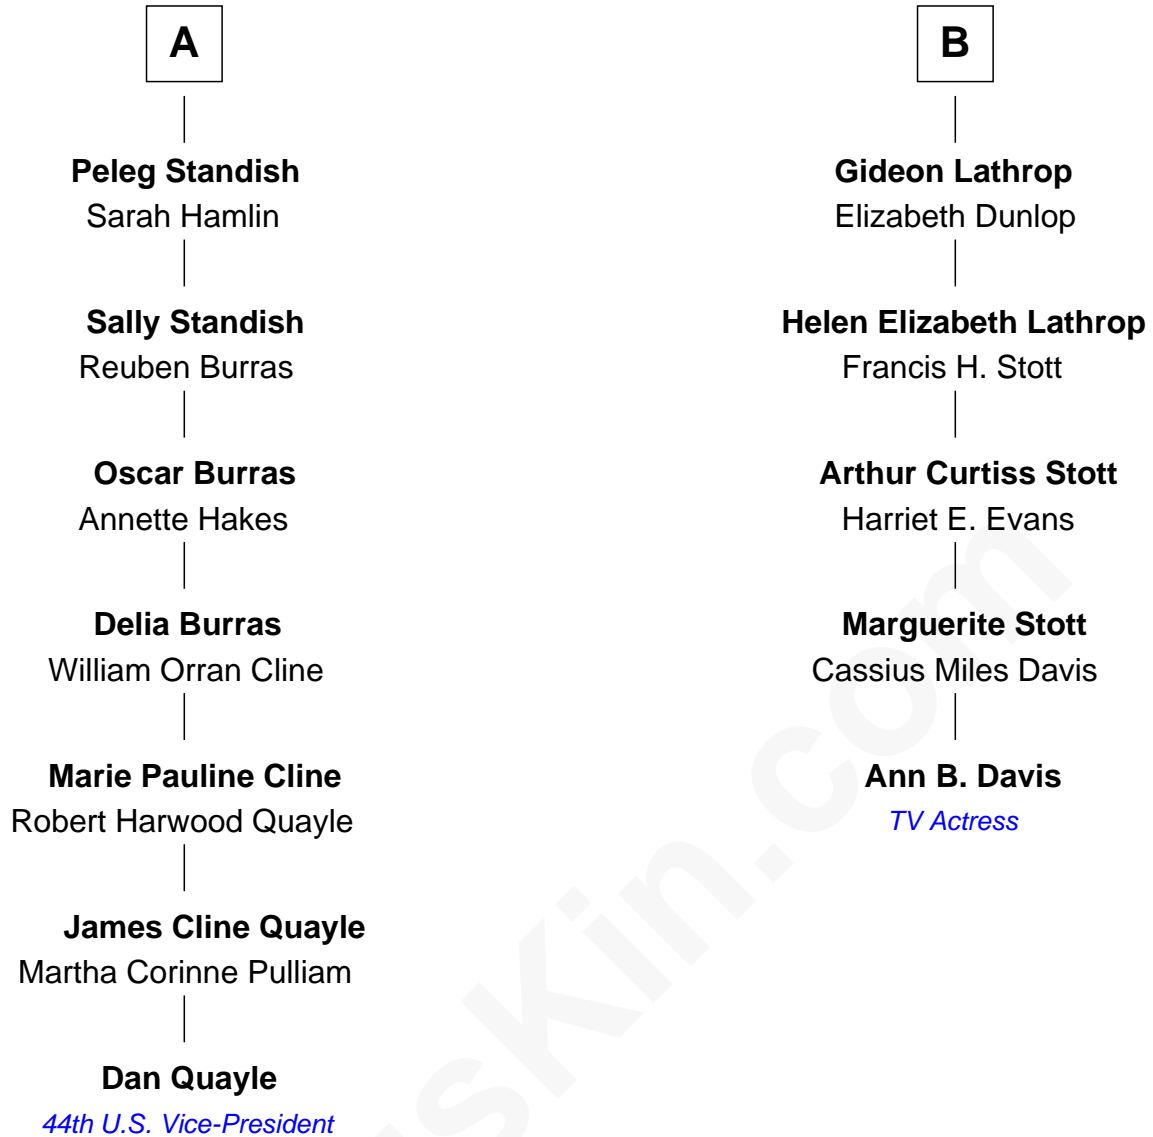 A
Peleg Standish
Sarah Hamlin
Sally Standish
Reuben Burras
Oscar Burras
Annette Hakes
Delia Burras
William Orran Cline
Marie Pauline Cline
Robert Harwood Quayle
James Cline Quayle
Martha Corinne Pulliam
Dan Quayle
44th U.S. Vice-President
B
Gideon Lathrop
Elizabeth Dunlop
Helen Elizabeth Lathrop
Francis H. Stott
Arthur Curtiss Stott
Harriet E. Evans
Marguerite Stott
Cassius Miles Davis
Ann B. Davis
TV Actress